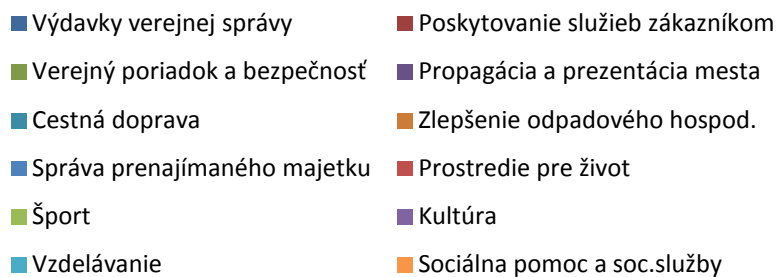 Výdavky verejnej správy
Poskytovanie služieb zákazníkom
Verejný poriadok a bezpečnosť
Propagácia a prezentácia mesta
Cestná doprava
Zlepšenie odpadového hospod.
Správa prenajímaného majetku
Prostredie pre život
Šport
Kultúra
Vzdelávanie
Sociálna pomoc a soc.služby